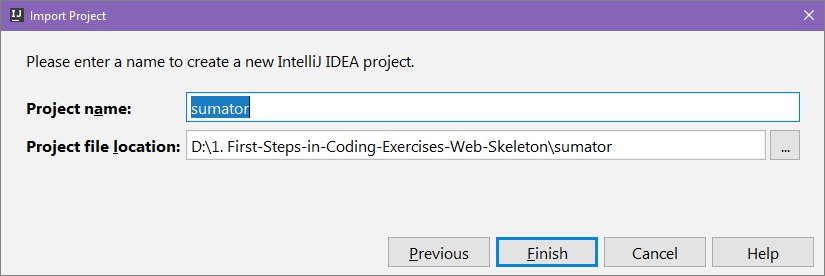 IJ Import Project
Please enter a name to create a new IntelliJ IDEA project.
Project name: sumator
Project file location: D:\1. First-Steps-in-Coding-Exercises-Web-Skeleton\sumator ...
Previous Finish Cancel Help